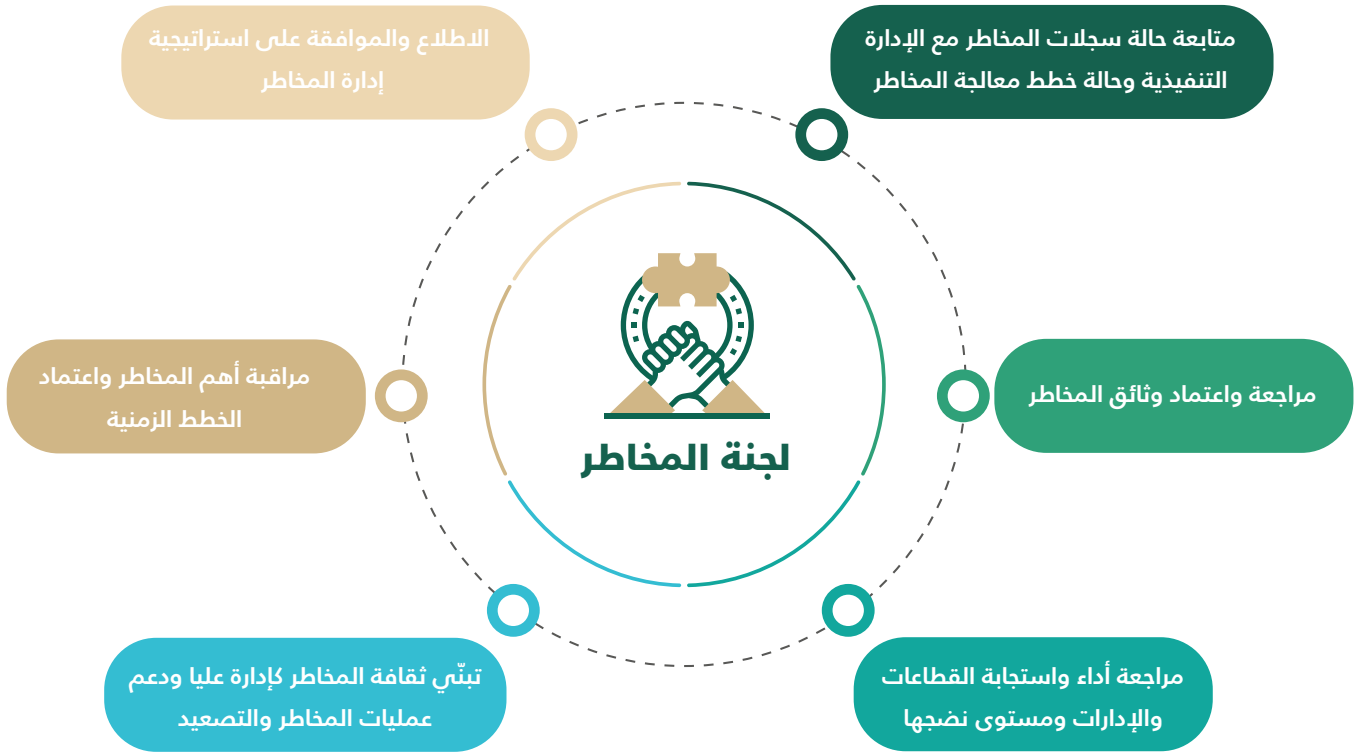 متابعة حالة سجلات المخاطر مع الإدارة
التنفيذية وحالة خطط معالجة المخاطر
الاطلاع والموافقة على استراتيجية
إدارة المخاطر
مراجعة واعتماد وثائق المخاطر
مراقبة أهم المخاطر واعتماد
الخطط الزمنية
لجنة المخاطر
مراجعة أداء واستجابة القطاعات
والإدارات ومستوى نضجها
تبنّي ثقافة المخاطر كإدارة عليا ودعم
عمليات المخاطر والتصعيد